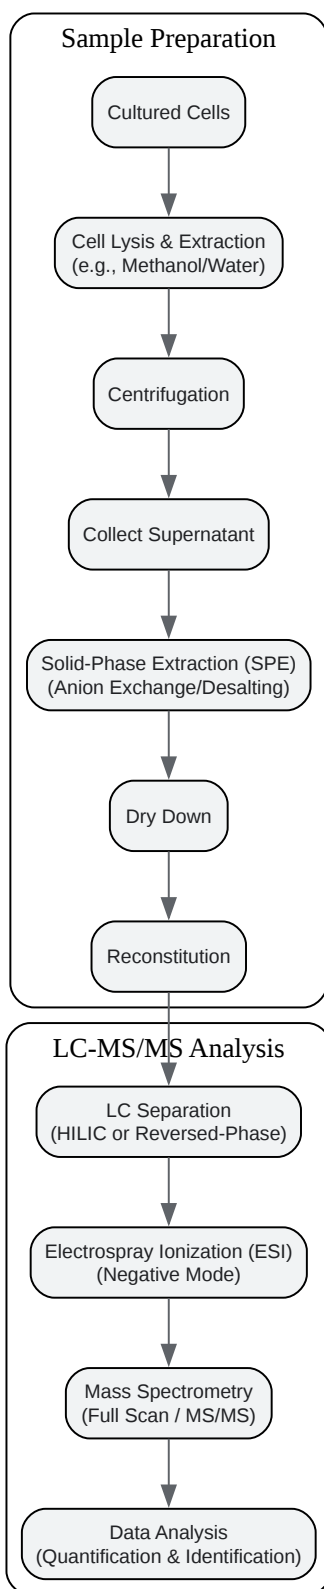 Sample Preparation
Cultured Cells
Cell Lysis & Extraction
(e.g., Methanol/Water)
Centrifugation
Collect Supernatant
Solid-Phase Extraction (SPE)
(Anion Exchange/Desalting)
Dry Down
Reconstitution
LC-MS/MS Analysis
LC Separation
(HILIC or Reversed-Phase)
Electrospray Ionization (ESI)
(Negative Mode)
Mass Spectrometry
(Full Scan / MS/MS)
Data Analysis
(Quantification & Identification)